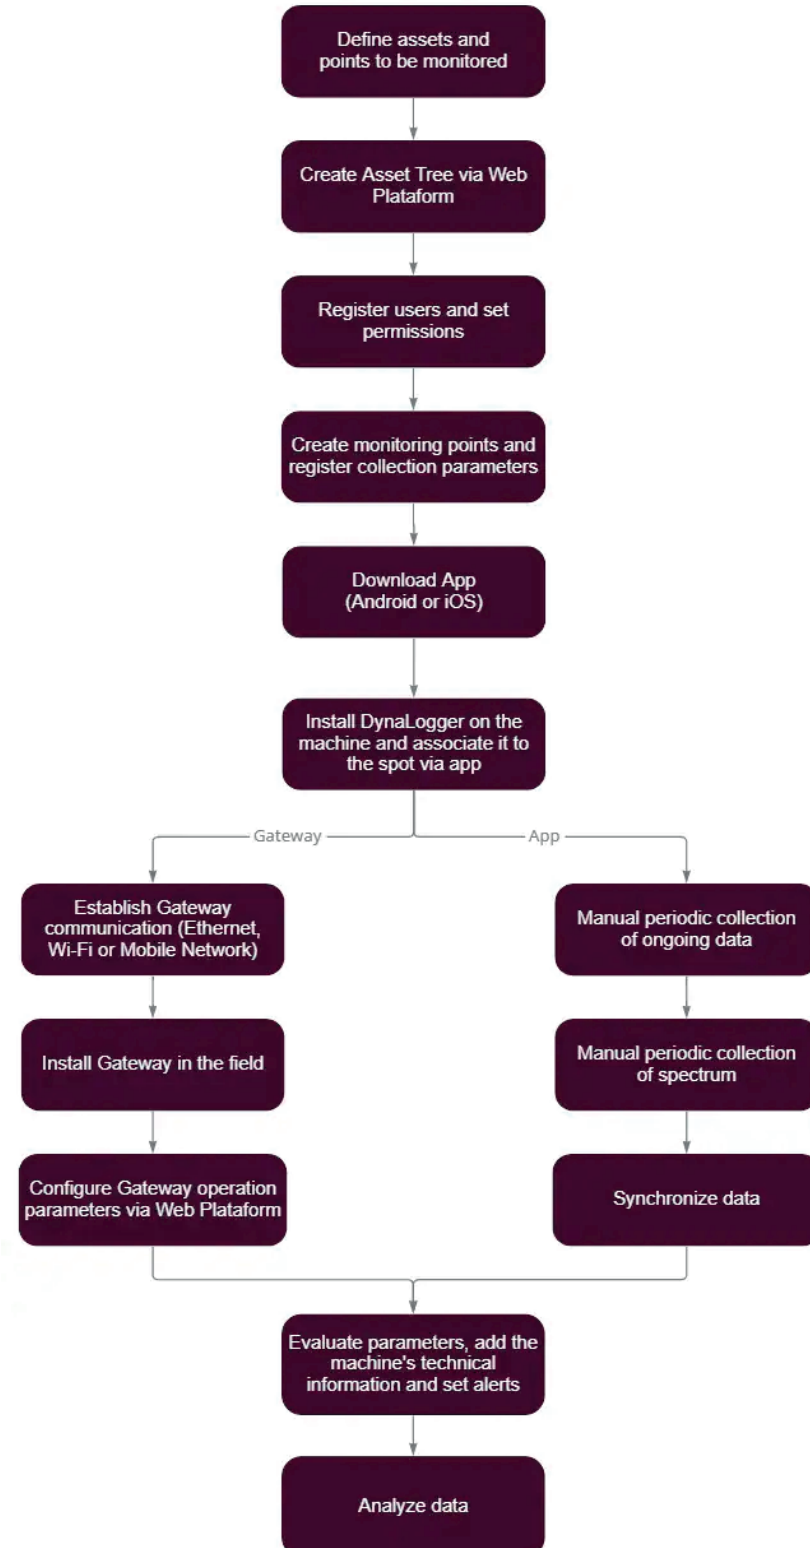 Define assets and
points to be monitored
Create Asset Tree via Web
Plataform
Register users and set
permissions
Create monitoring points and
register collection parameters
Download App
(Android or iOS)
Install DynaLogger on the
machine and associate it to
the spot via app
Gateway
App
Establish Gateway
communication (Ethernet,
Wi-Fi or Mobile Network)
Manual periodic collection
of ongoing data
Install Gateway in the field
Manual periodic collection
of spectrum
Configure Gateway operation
parameters via Web Plataform
Synchronize data
Evaluate parameters, add the
machine's technical
information and set alerts
Analyze data